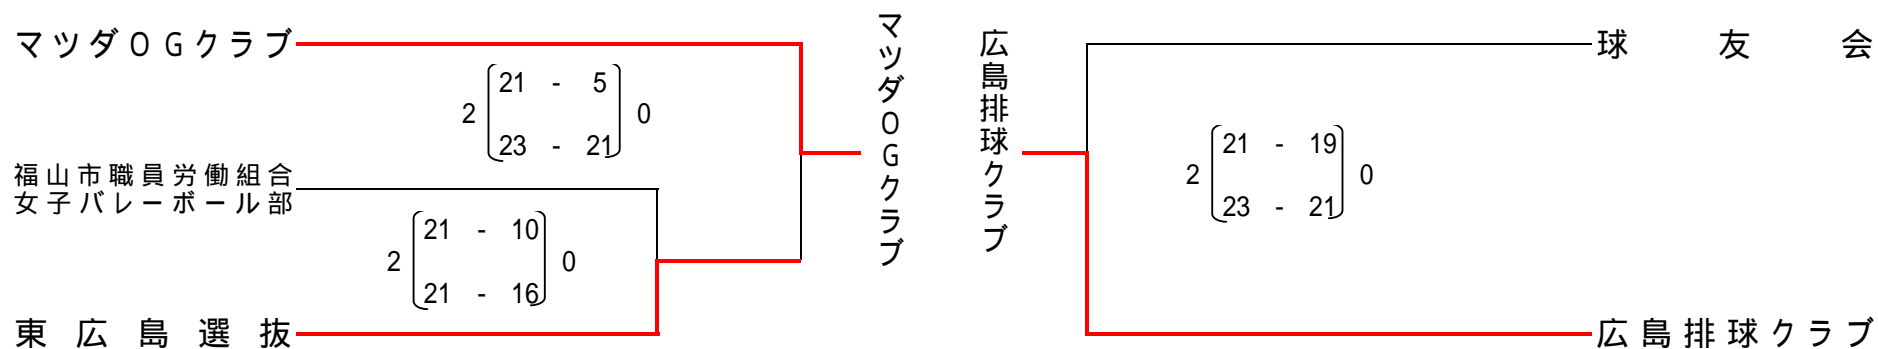 マツダOGクラブ
21 - 5
2 0
23 - 21
福山市職員労働組合
女子バレーボール部
21 - 10
2 0
21 - 16
東広島選抜
マツダOGクラブ
広島排球クラブ
球友会
21 - 19
2 0
23 - 21
広島排球クラブ